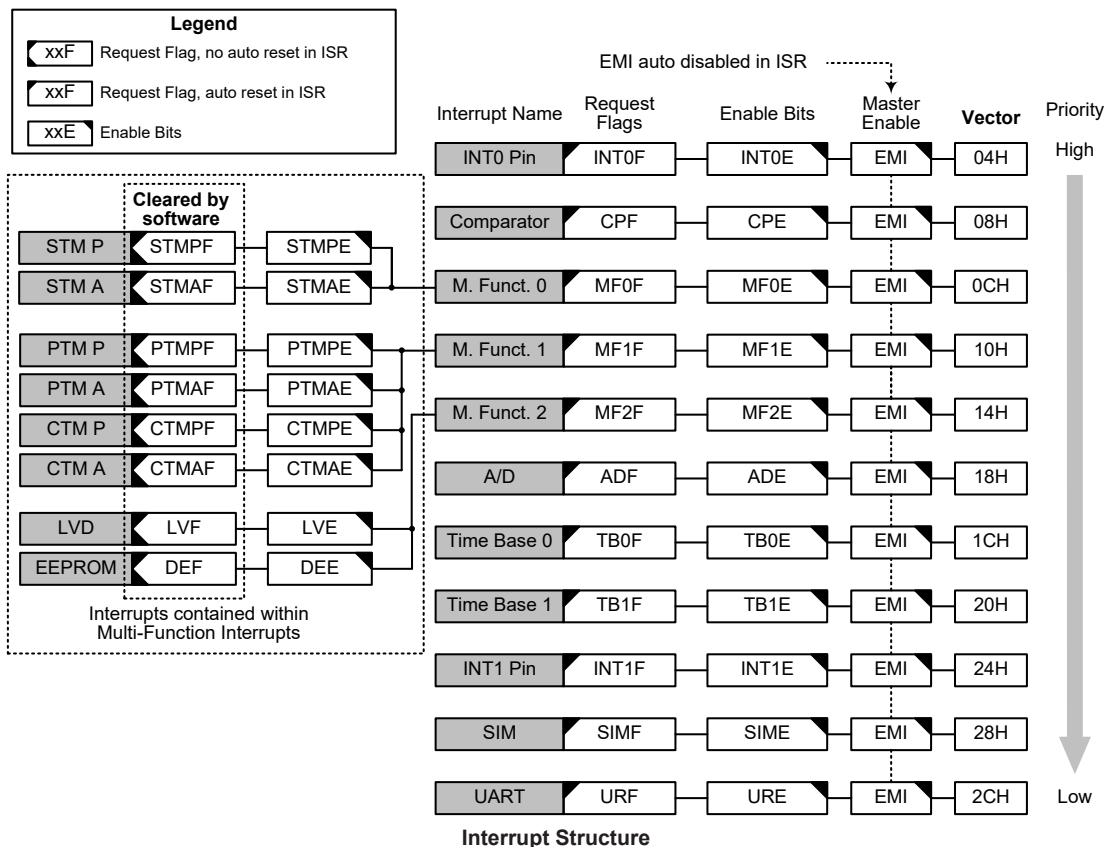 Legend
xxF Request Flag, no auto reset in ISR
xxF Request Flag, auto reset in ISR
xxE Enable Bits
EMI auto disabled in ISR
Interrupt Name Request Flags Enable Bits Master Enable Vector Priority
INT0 Pin INT0F INT0E EMI 04H High
Comparator CPF CPE EMI 08H
M. Funct. 0 MF0F MF0E EMI 0CH
M. Funct. 1 MF1F MF1E EMI 10H
M. Funct. 2 MF2F MF2E EMI 14H
A/D ADF ADE EMI 18H
Time Base 0 TB0F TB0E EMI 1CH
Time Base 1 TB1F TB1E EMI 20H
INT1 Pin INT1F INT1E EMI 24H
SIM SIMF SIME EMI 28H
UART URF URE EMI 2CH Low
Cleared by
software
STM P STMPF STMPE
STM A STMAF STMAE
PTM P PTMPF PTMPE
PTM A PTMAF PTMAE
CTM P CTMPF CTMPE
CTM A CTMAF CTMAE
LVD LVF LVE
EEPROM DEF DEE
Interrupts contained within
Multi-Function Interrupts
Interrupt Structure